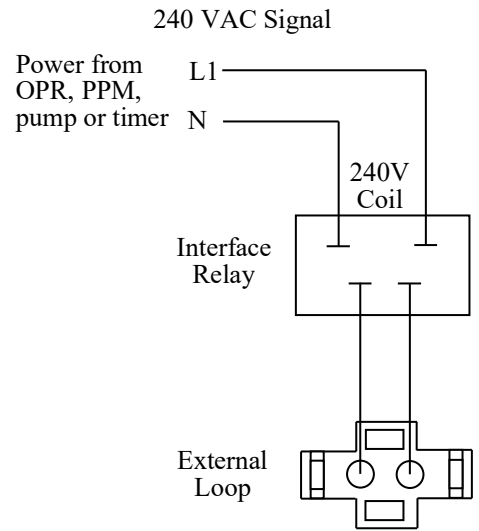 240 VAC Signal
Power from
OPR, PPM,
pump or timer
L1
N
240V
Coil
Interface
Relay
External
Loop